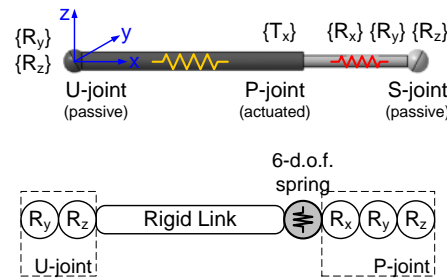 z
y
x
{Ry}
{Rz}
{Tx}
{Rx} {Ry} {Rz}
U-joint
(passive)
P-joint
(actuated)
S-joint
(passive)
6-d.o.f.
spring
Ry Rz Rigid Link Rx Ry Rz
U-joint P-joint